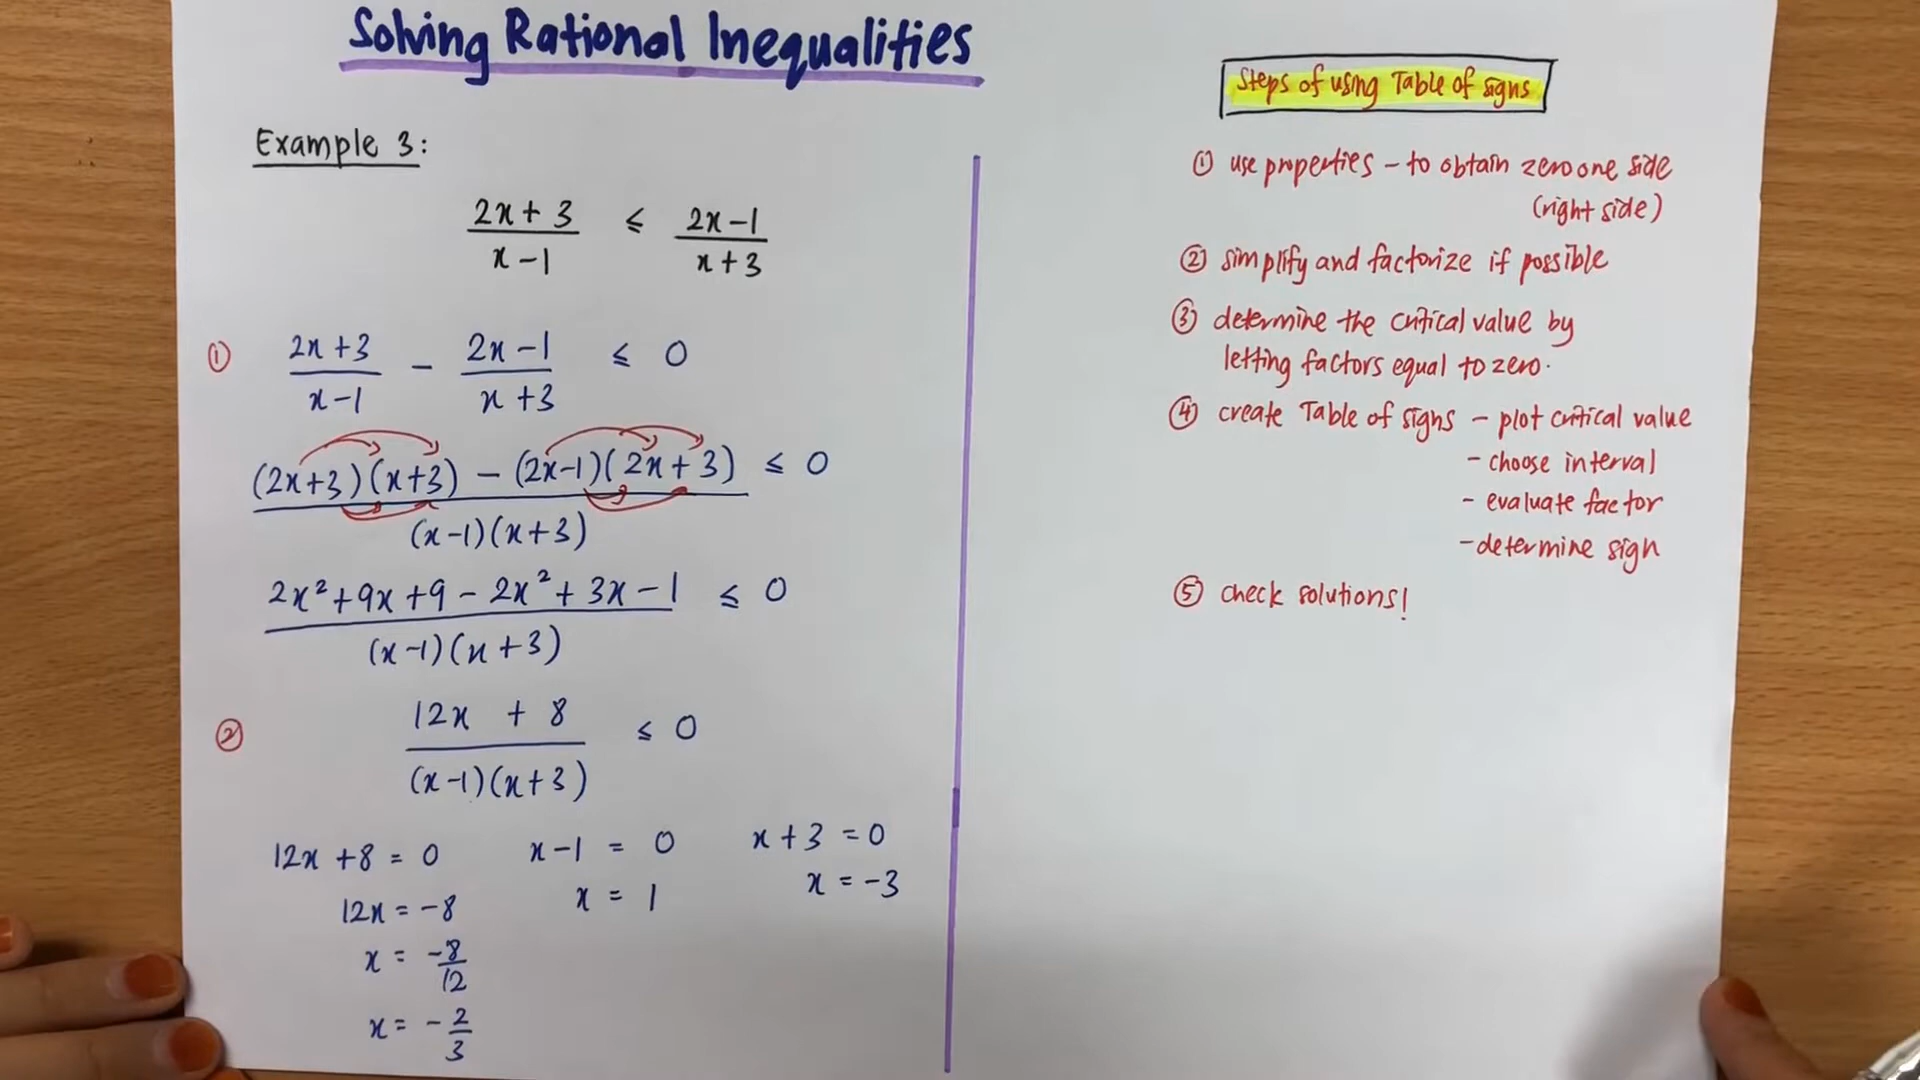 Solving Rational Inequalities
Example 3:
2x + 3 / x - 1 ≤ 2x - 1 / x + 3
① 2x + 3 / x - 1 - 2x - 1 / x + 3 ≤ 0
(2x+3)(x+3) - (2x-1)(2x+3) / (x-1)(x+3) ≤ 0
2x² + 9x + 9 - 2x² + 3x - 1 / (x-1)(x+3) ≤ 0
② 12x + 8 / (x-1)(x+3) ≤ 0
12x + 8 = 0
12x = -8
x = -8/12
x = -2/3
x - 1 = 0
x = 1
x + 3 = 0
x = -3
Steps of using Table of signs
① use properties - to obtain zero one side
(right side)
② simplify and factorize if possible
③ determine the critical value by
letting factors equal to zero.
④ create Table of signs - plot critical value
- choose interval
- evaluate factor
- determine sign
⑤ check solutions!